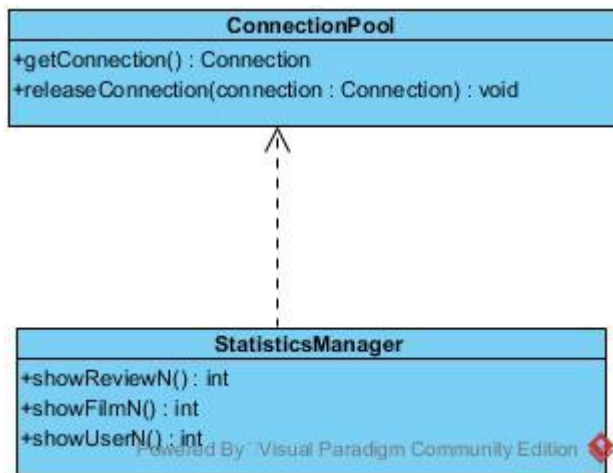 ConnectionPool
+getConnection() : Connection
+releaseConnection(connection : Connection) : void
StatisticsManager
+showReviewN() : int
+showFilmN() : int
+showUserN() : int
Powered By Visual Paradigm Community Edition